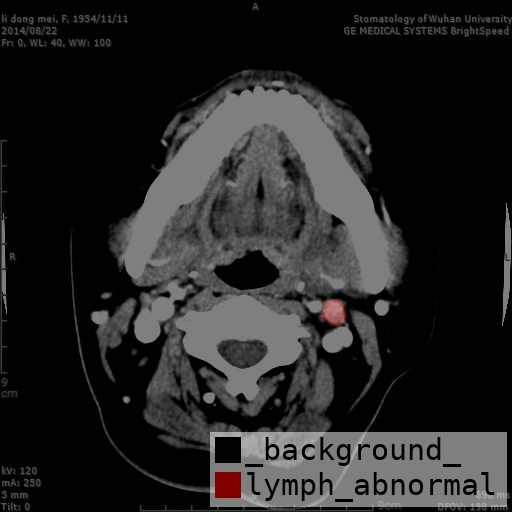 A
li dong mei, F, 1954/11/11
2014/08/22
Fr: 0, WL: 40, WW: 100
Stomatology of Wuhan University
GE MEDICAL SYSTEMS BrightSpeed
R
L
9
cm
_background_
lymph_abnormal
kV: 120
mA: 250
5 mm
Tilt: 0
9cm
DFOV: 198 mm